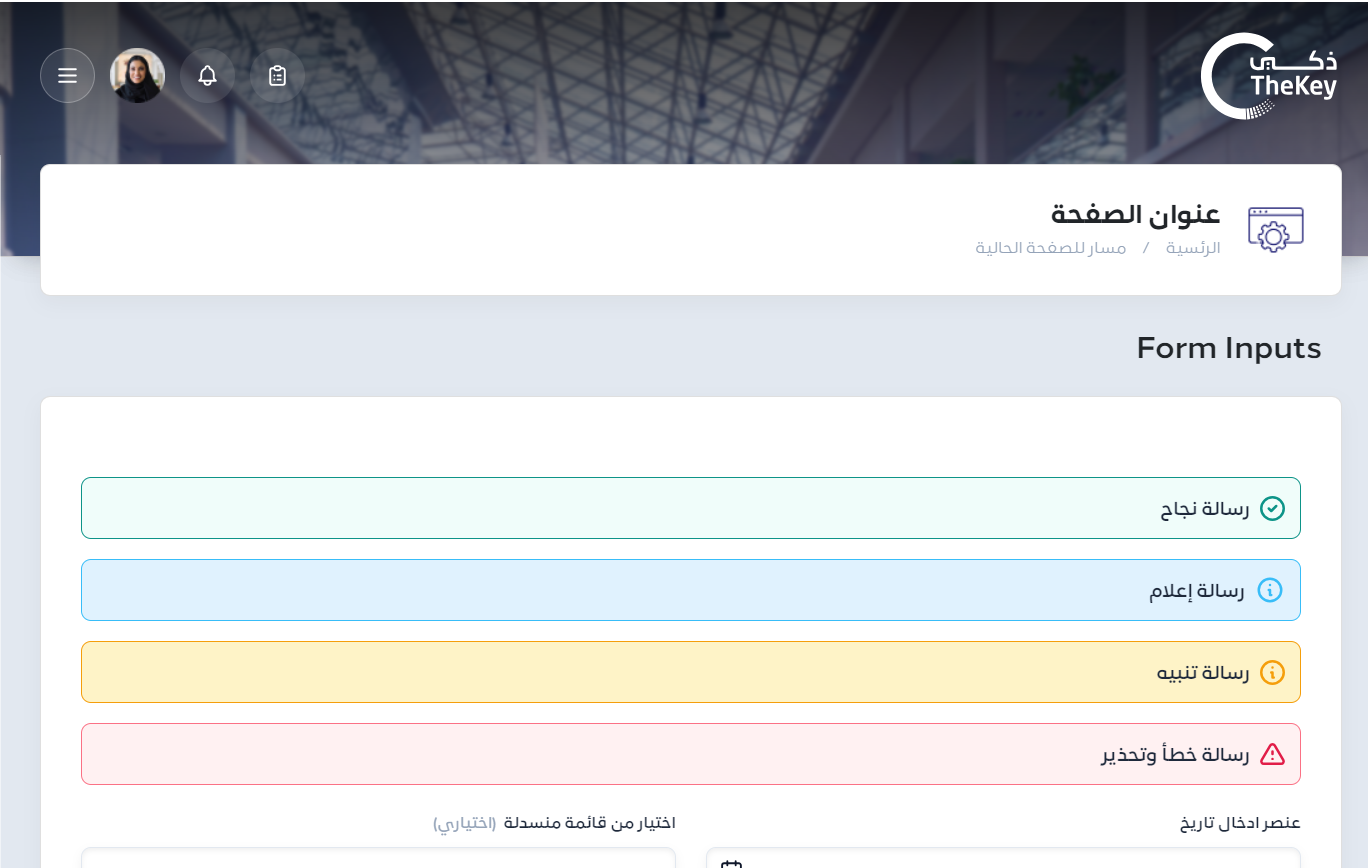 ذكي
TheKey
عنوان الصفحة
الرئسية / مسار للصفحة الحالية
Form Inputs
رسالة نجاح
رسالة إعلام
رسالة تنبيه
رسالة خطأ وتحذير
عنصر ادخال تاريخ
اختيار من قائمة منسدلة (اختياري)